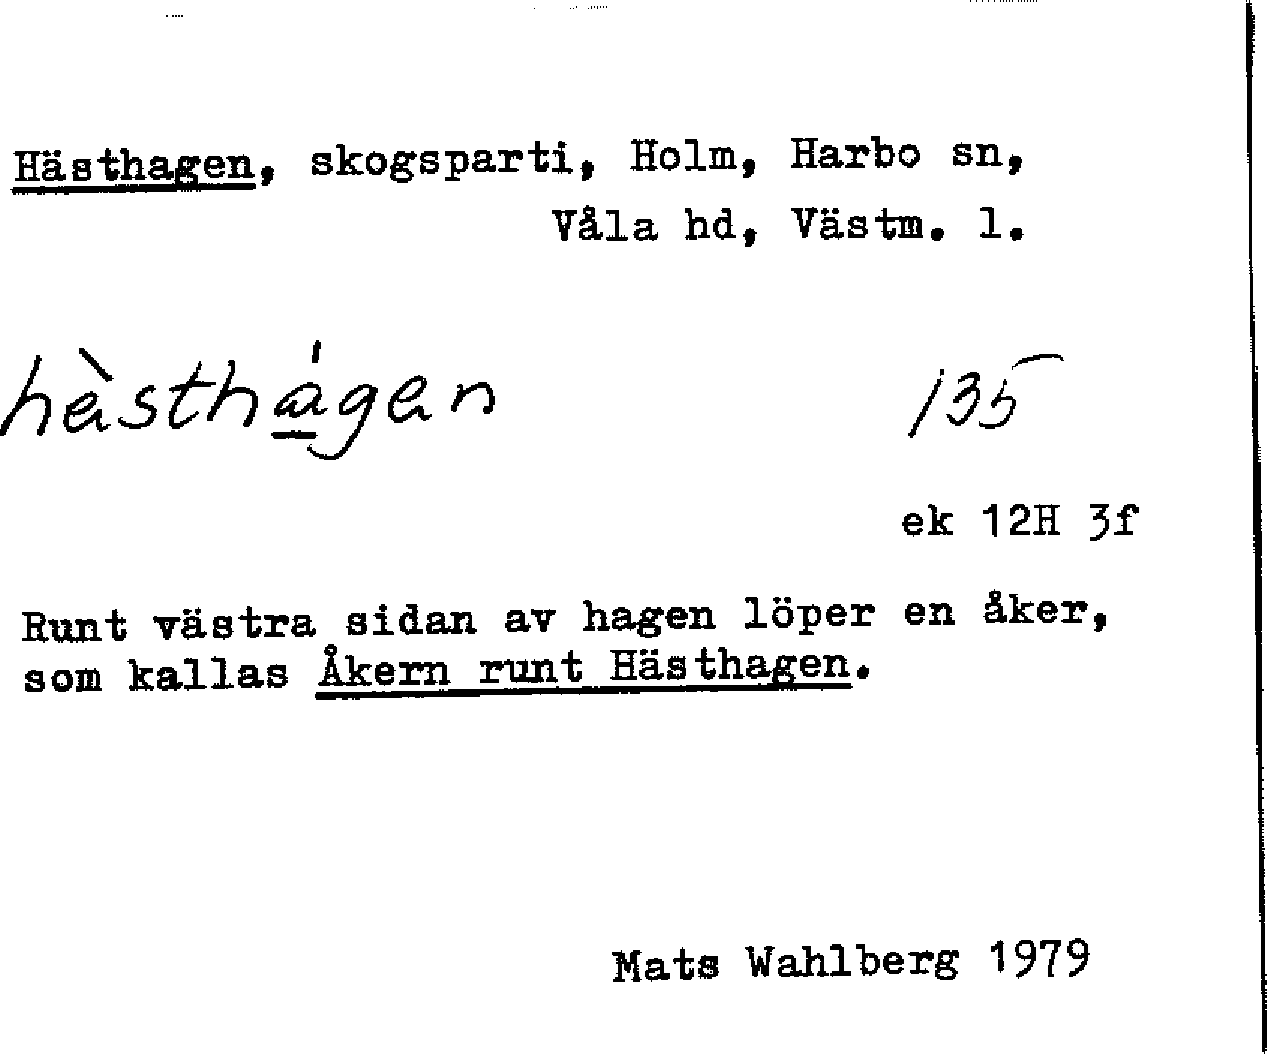 Hästhagen, skogsparti, Holm, Harbo sn,
Våla hd, Västm. l.
hàsthágen 135
ek 12H 3f
Runt västra sidan av hagen löper en åker,
som kallas Åkern runt Hästhagen.
Mats Wahlberg 1979